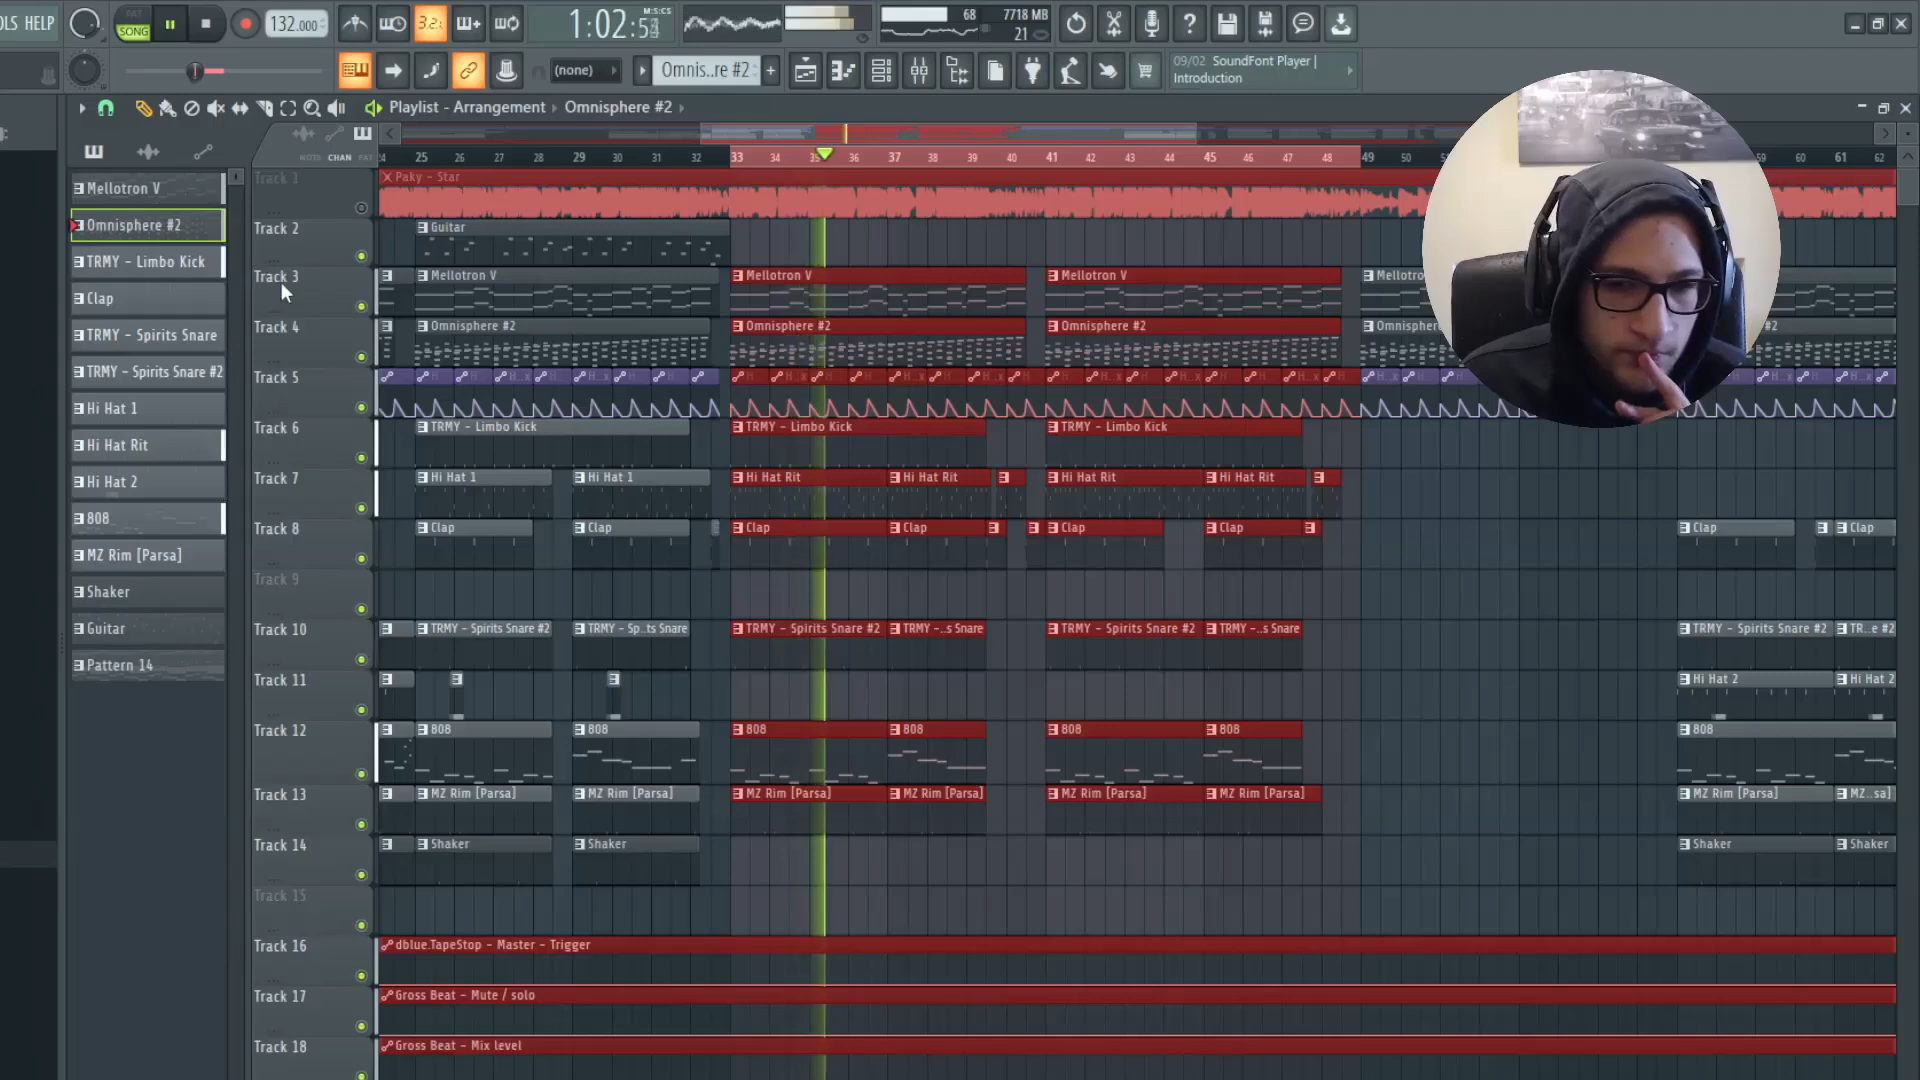 OLS HELP
PAT
SONG
132.000
3.2.
1:02:54
M:S:CS
68
7718 MB
21
(none)
Omnis..re #2
09/02 SoundFont Player |
Introduction
Playlist - Arrangement
Omnisphere #2
NOTE CHAN PAT
24 25 26 27 28 29 30 31 32 33 34 35 36 37 38 39 40 41 42 43 44 45 46 47 48 49 50 59 60 61 62
Mellotron V
Omnisphere #2
TRMY - Limbo Kick
Clap
TRMY - Spirits Snare
TRMY - Spirits Snare #2
Hi Hat 1
Hi Hat Rit
Hi Hat 2
808
MZ Rim [Parsa]
Shaker
Guitar
Pattern 14
Track 1
Paky - Star
Track 2
Guitar
Track 3
Mellotron V Mellotron V Mellotron V Mellotro
Track 4
Omnisphere #2 Omnisphere #2 Omnisphere #2 Omnispher #2
Track 5
Track 6
TRMY - Limbo Kick TRMY - Limbo Kick TRMY - Limbo Kick
Track 7
Hi Hat 1 Hi Hat 1 Hi Hat Rit Hi Hat Rit Hi Hat Rit Hi Hat Rit
Track 8
Clap Clap Clap Clap Clap Clap Clap Clap
Track 9
Track 10
TRMY - Spirits Snare #2 TRMY - Sp..ts Snare TRMY - Spirits Snare #2 TRMY -..s Snare TRMY - Spirits Snare #2 TRMY -..s Snare TRMY - Spirits Snare #2 TR..e #2
Track 11
Hi Hat 2 Hi Hat 2
Track 12
808 808 808 808 808 808 808
Track 13
MZ Rim [Parsa] MZ Rim [Parsa] MZ Rim [Parsa] MZ Rim [Parsa] MZ Rim [Parsa] MZ Rim [Parsa] MZ Rim [Parsa] MZ..sa]
Track 14
Shaker Shaker Shaker Shaker
Track 15
Track 16
dblue.TapeStop - Master - Trigger
Track 17
Gross Beat - Mute / solo
Track 18
Gross Beat - Mix level